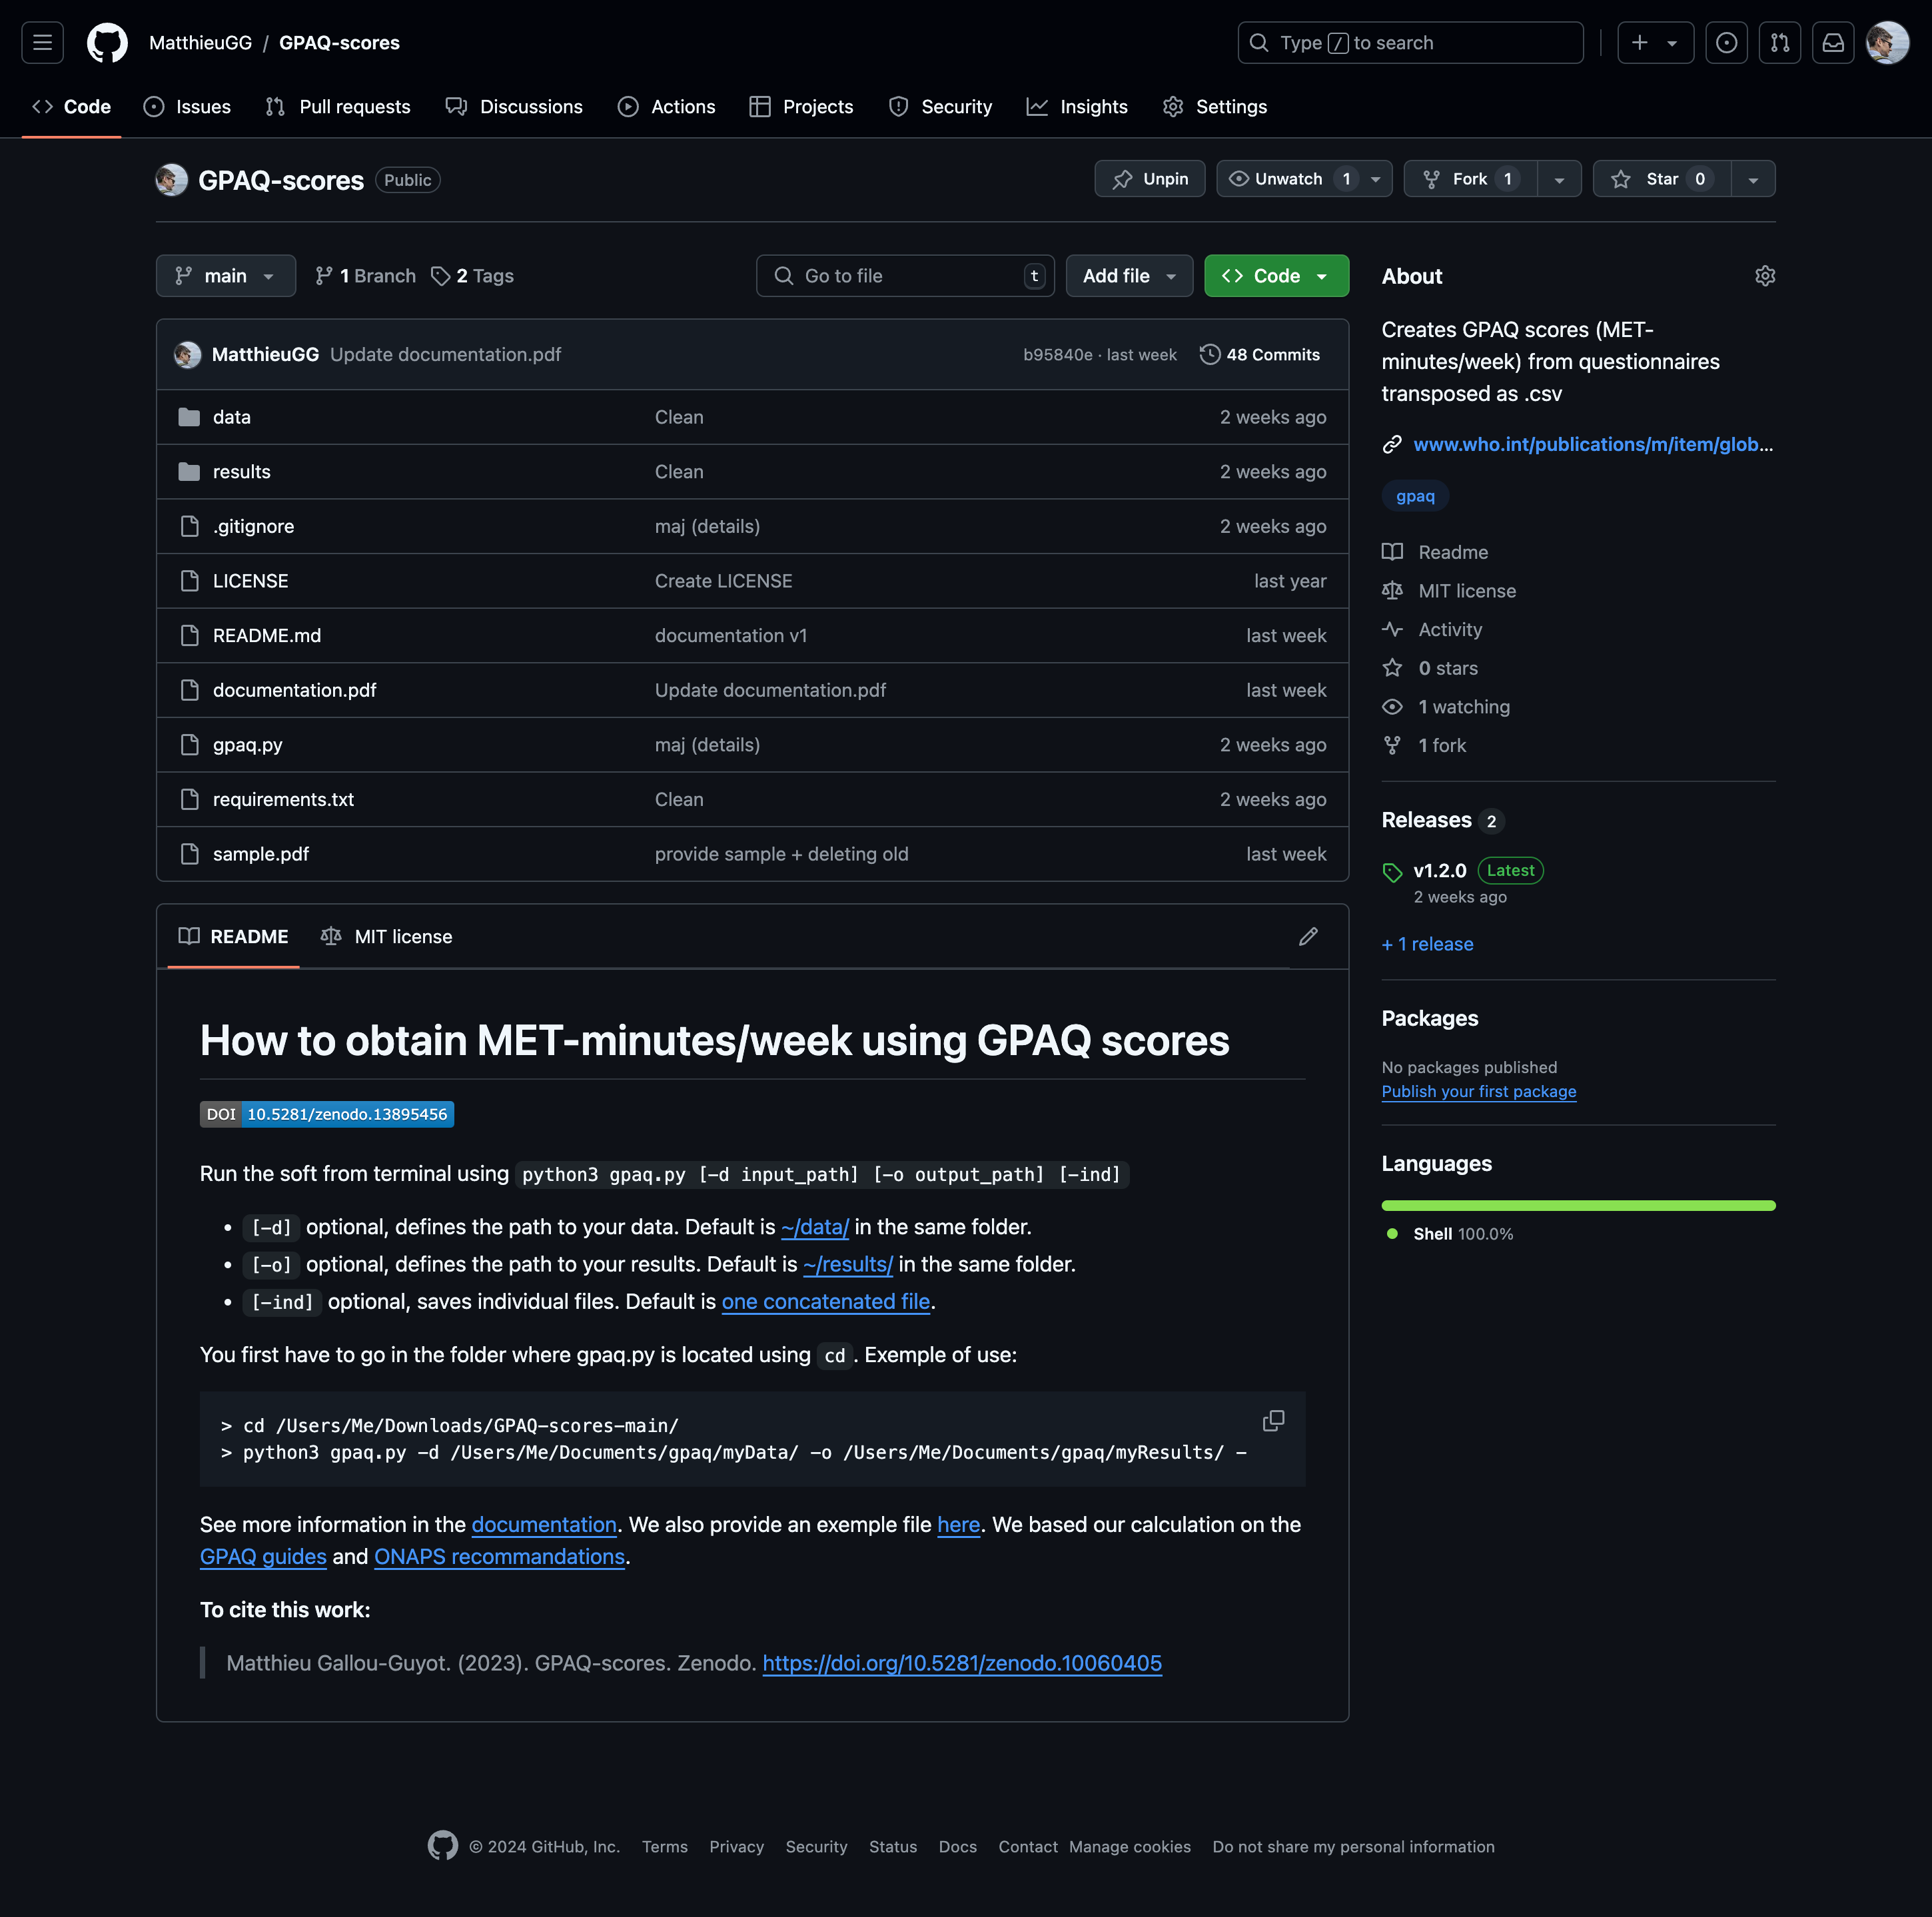 MatthieuGG / GPAQ-scores
Type / to search
Code
Issues
Pull requests
Discussions
Actions
Projects
Security
Insights
Settings
GPAQ-scores Public
Unpin
Unwatch 1
Fork 1
Star 0
main
1 Branch
2 Tags
Go to file t
Add file
Code
MatthieuGG Update documentation.pdf b95840e · last week 48 Commits
data Clean 2 weeks ago
results Clean 2 weeks ago
.gitignore maj (details) 2 weeks ago
LICENSE Create LICENSE last year
README.md documentation v1 last week
documentation.pdf Update documentation.pdf last week
gpaq.py maj (details) 2 weeks ago
requirements.txt Clean 2 weeks ago
sample.pdf provide sample + deleting old last week
README
MIT license
How to obtain MET-minutes/week using GPAQ scores
DOI 10.5281/zenodo.13895456
Run the soft from terminal using python3 gpaq.py [-d input_path] [-o output_path] [-ind]
• [-d] optional, defines the path to your data. Default is ~/data/ in the same folder.
• [-o] optional, defines the path to your results. Default is ~/results/ in the same folder.
• [-ind] optional, saves individual files. Default is one concatenated file.
You first have to go in the folder where gpaq.py is located using cd. Exemple of use:
> cd /Users/Me/Downloads/GPAQ-scores-main/
> python3 gpaq.py -d /Users/Me/Documents/gpaq/myData/ -o /Users/Me/Documents/gpaq/myResults/ -
See more information in the documentation. We also provide an exemple file here. We based our calculation on the
GPAQ guides and ONAPS recommandations.
To cite this work:
Matthieu Gallou-Guyot. (2023). GPAQ-scores. Zenodo. https://doi.org/10.5281/zenodo.10060405
About
Creates GPAQ scores (MET-
minutes/week) from questionnaires
transposed as .csv
www.who.int/publications/m/item/glob...
gpaq
Readme
MIT license
Activity
0 stars
1 watching
1 fork
Releases 2
v1.2.0 Latest
2 weeks ago
+ 1 release
Packages
No packages published
Publish your first package
Languages
Shell 100.0%
© 2024 GitHub, Inc. Terms Privacy Security Status Docs Contact Manage cookies Do not share my personal information